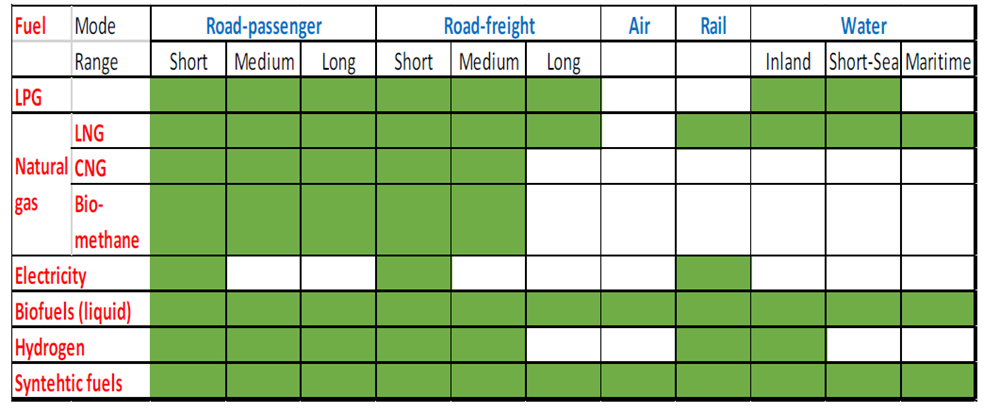 Fuel Mode Road-passenger Road-freight Air Rail Water
Range Short Medium Long Short Medium Long Inland Short-Sea Maritime
LPG
LNG
Natural CNG
gas Bio-
methane
Electricity
Biofuels (liquid)
Hydrogen
Syntehtic fuels